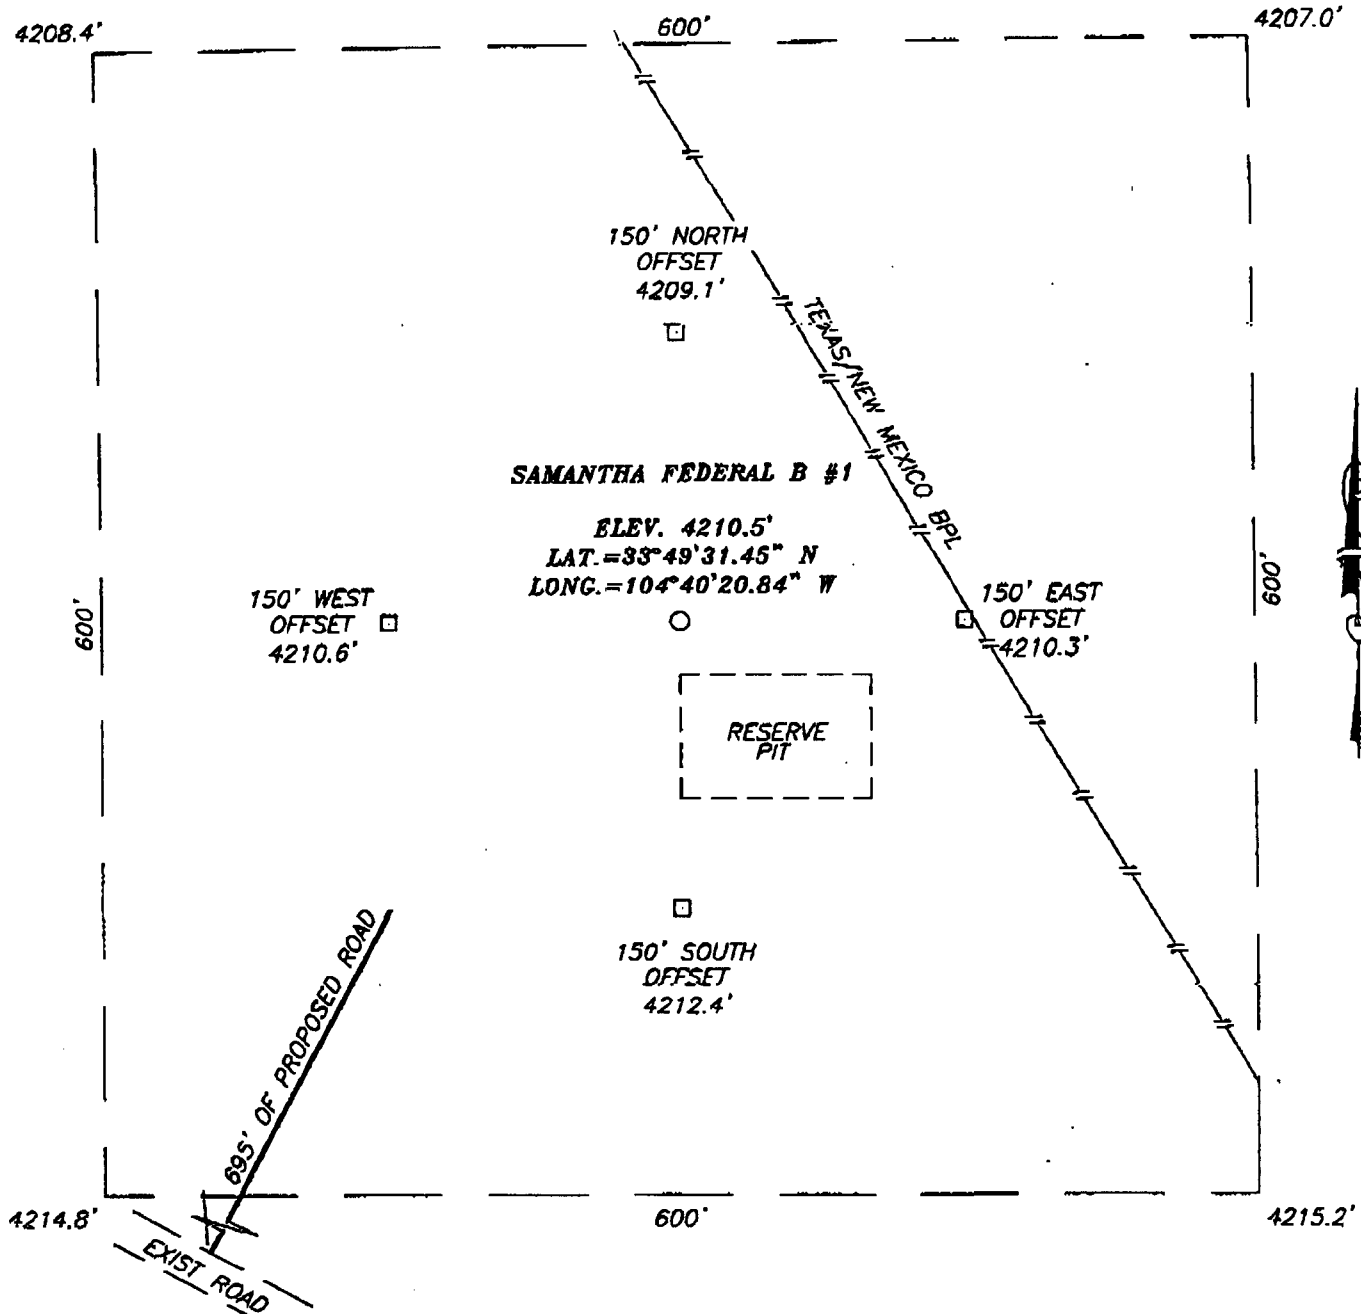 4208.4'
600'
4207.0'
150' NORTH
OFFSET
4209.1'
TEXAS/NEW MEXICO BPL
SAMANTHA FEDERAL B #1
ELEV. 4210.5'
LAT.=33°49'31.45" N
LONG.=104°40'20.84" W
600'
150' WEST
OFFSET
4210.6'
150' EAST
OFFSET
4210.3'
600'
RESERVE
PIT
150' SOUTH
OFFSET
4212.4'
695' OF PROPOSED ROAD
4214.8'
600'
4215.2'
EXIST ROAD